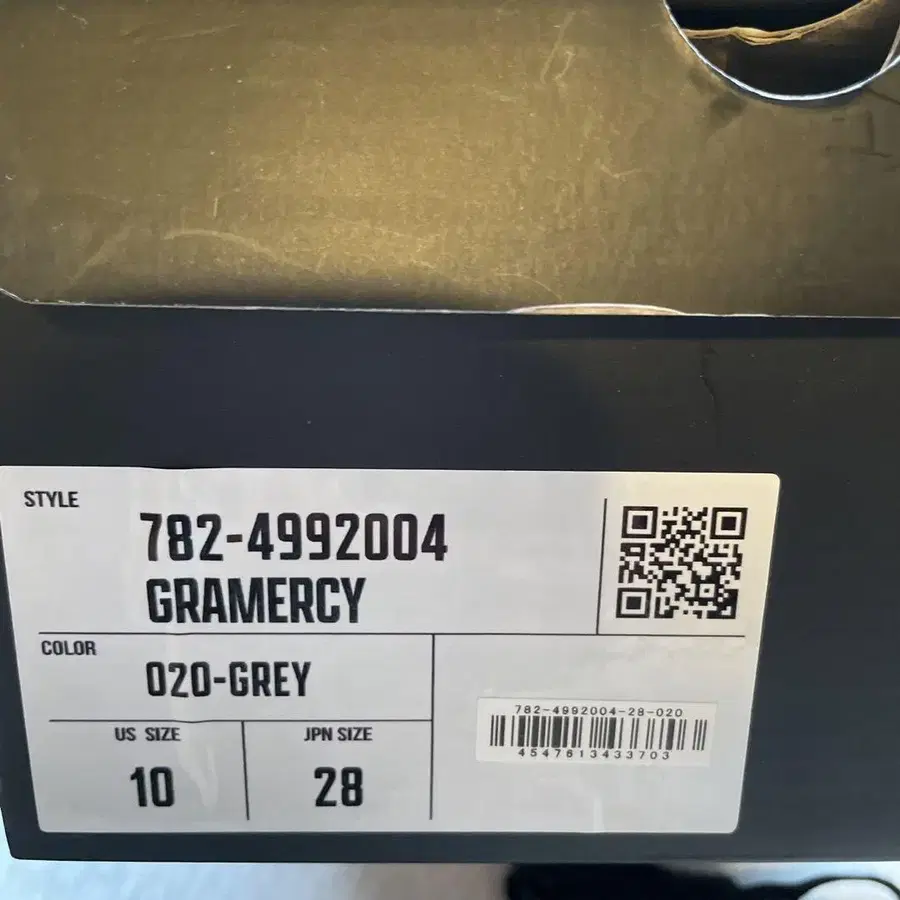 STYLE
782-4992004
GRAMERCY
COLOR
020-GREY
US SIZE
JPN SIZE
10
28
782-4992004-28-020
4547613433703